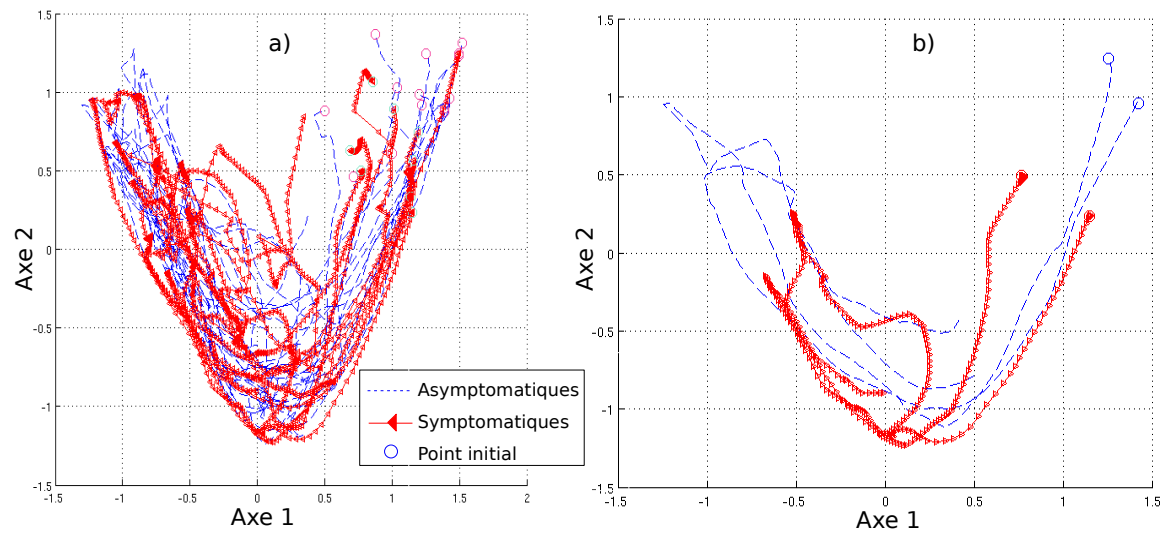 a)
1.5
1
0.5
0
-0.5
-1
-1.5
-1.5 -1 -0.5 0 0.5 1 1.5 2
Axe 1
Axe 2
Asymptomatiques
Symptomatiques
Point initial
b)
1.5
1
0.5
0
-0.5
-1
-1.5
-1.5 -1 -0.5 0 0.5 1 1.5
Axe 1
Axe 2